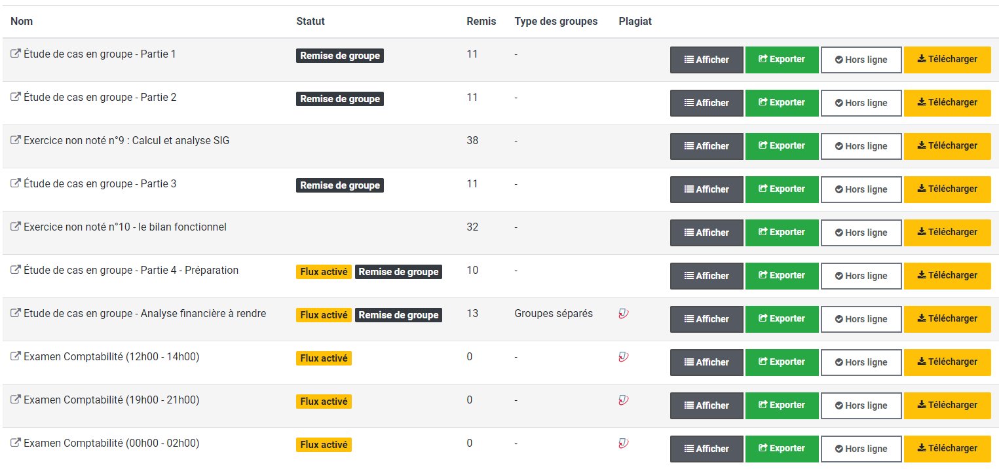 Nom Statut Remis Type des groupes Plagiat
Étude de cas en groupe - Partie 1 Remise de groupe 11 - Afficher Exporter Hors ligne Télécharger
Étude de cas en groupe - Partie 2 Remise de groupe 11 - Afficher Exporter Hors ligne Télécharger
Exercice non noté n°9 : Calcul et analyse SIG 38 - Afficher Exporter Hors ligne Télécharger
Étude de cas en groupe - Partie 3 Remise de groupe 11 - Afficher Exporter Hors ligne Télécharger
Exercice non noté n°10 - le bilan fonctionnel 32 - Afficher Exporter Hors ligne Télécharger
Étude de cas en groupe - Partie 4 - Préparation Flux activé Remise de groupe 10 - Afficher Exporter Hors ligne Télécharger
Etude de cas en groupe - Analyse financière à rendre Flux activé Remise de groupe 13 Groupes séparés Afficher Exporter Hors ligne Télécharger
Examen Comptabilité (12h00 - 14h00) Flux activé 0 - Afficher Exporter Hors ligne Télécharger
Examen Comptabilité (19h00 - 21h00) Flux activé 0 - Afficher Exporter Hors ligne Télécharger
Examen Comptabilité (00h00 - 02h00) Flux activé 0 - Afficher Exporter Hors ligne Télécharger